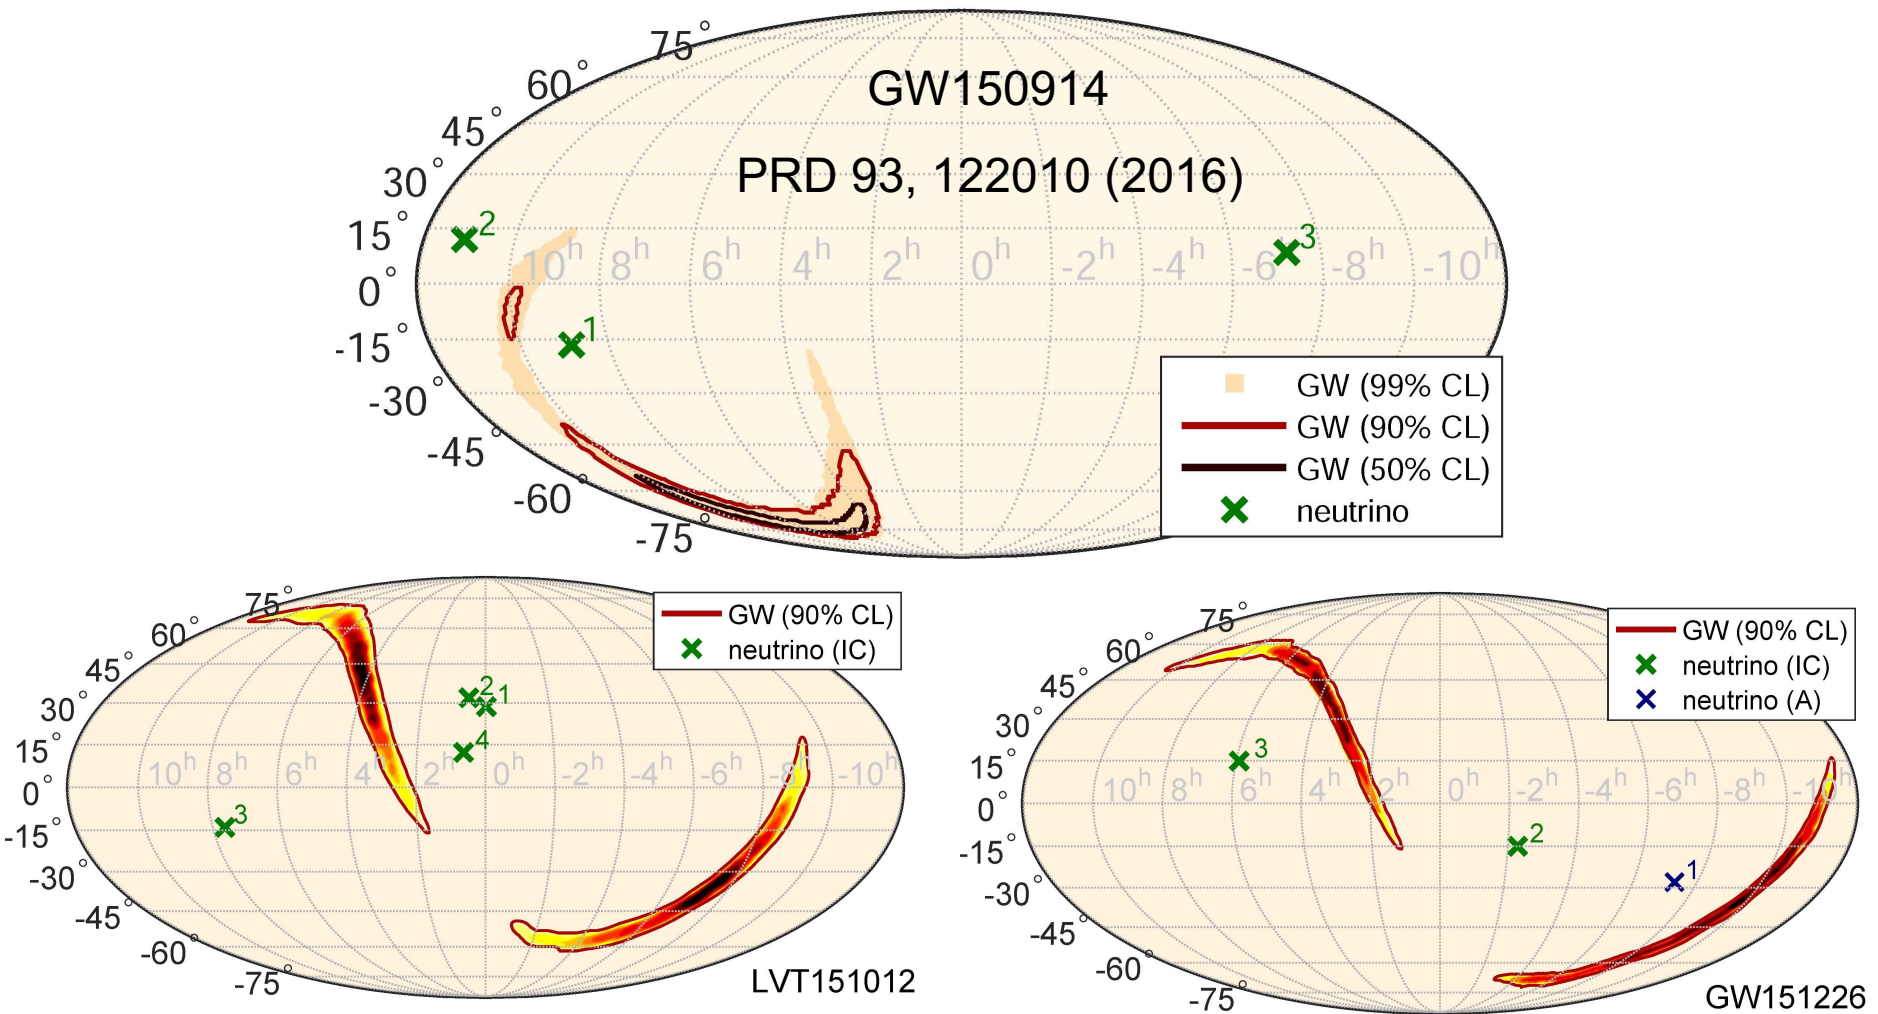 75°
60°
45°
30°
15°
0°
-15°
-30°
-45°
-60
-75°
GW150914
PRD 93, 122010 (2016)
10h 8h 6h 4h 2h 0h -2h -4h -6 -8h -10h
2
3
1
GW (99% CL)
GW (90% CL)
GW (50% CL)
neutrino
75°
60°
45°
30°
15°
0°
-15°
-30°
-45°
-60°
-75°
10h 8h 6h 4h 2h 0h -2h -4h -6h -8h -10h
2 1
4
3
GW (90% CL)
neutrino (IC)
LVT151012
75°
60°
45°
30°
15°
0°
-15°
-30°
-45°
-60°
-75°
10h 8h 6h 4h 2h 0h -2h -4h -6h -8h -10h
3
2
1
GW (90% CL)
neutrino (IC)
neutrino (A)
GW151226